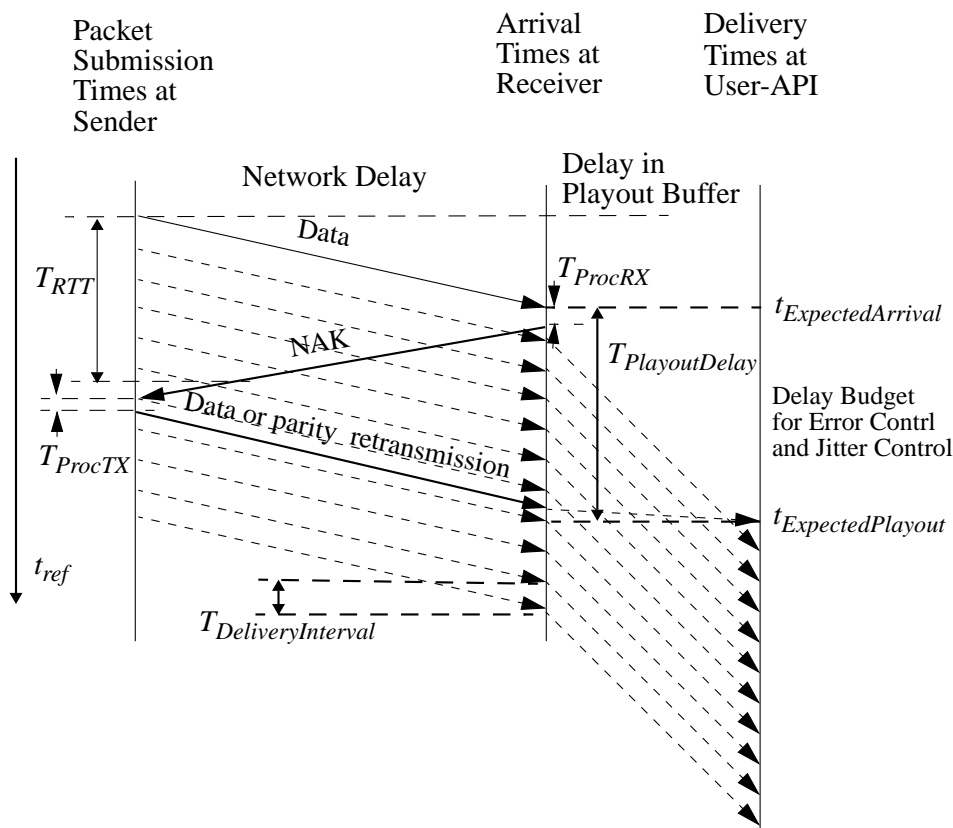 Packet
Submission
Times at
Sender
Arrival
Times at
Receiver
Delivery
Times at
User-API
Network Delay
Delay in
Playout Buffer
Data
T_RTT
T_ProcRX
t_ExpectedArrival
NAK
T_PlayoutDelay
Data or parity retransmission
Delay Budget
for Error Contrl
and Jitter Control
T_ProcTX
t_ExpectedPlayout
t_ref
T_DeliveryInterval